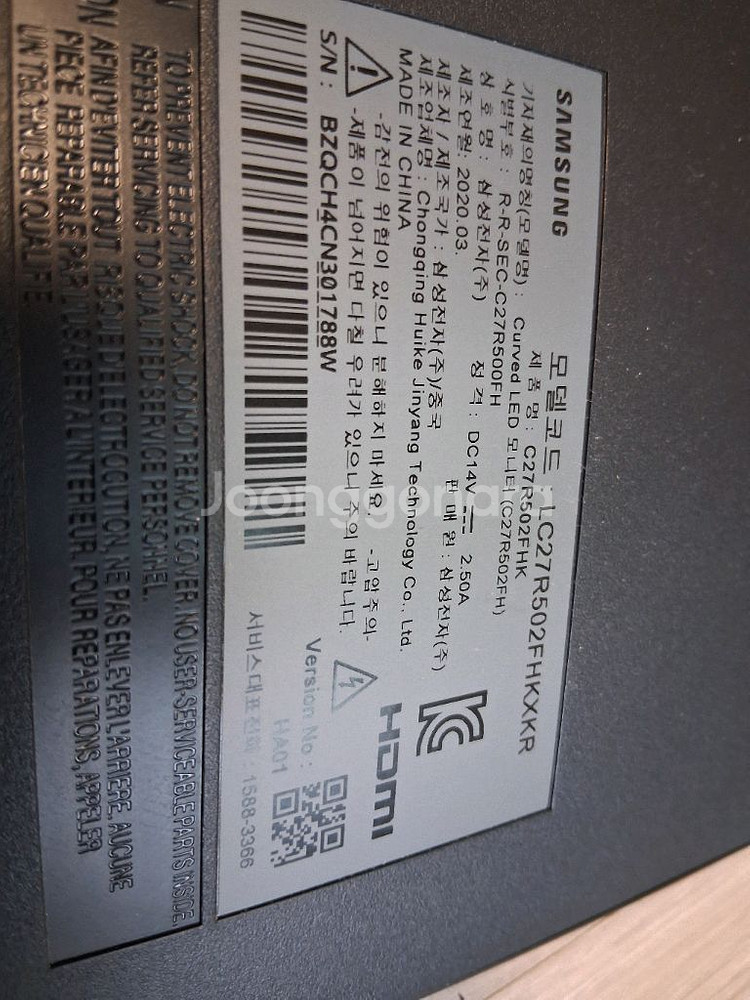 SAMSUNG
모델코드 : LC27R502FHKXKR
제 품 명 : C27R502FHK
기자재의명칭(모델명) : Curved LED 모니터 (C27R502FH)
식별부호 : R-R-SEC-C27R500FH
상 호 명 : 삼성전자(주)
정 격 : DC14V 2.50A
제조연월: 2020.03.
판 매 원 : 삼성전자(주)
제조자 / 제조국가 : 삼성전자(주)/중국
제조업체명 : Chongqing Huike Jinyang Technology Co., Ltd.
MADE IN CHINA
-감전의 위험이 있으니 분해하지 마세요. -고압주의-
-제품이 넘어지면 다칠 우려가 있으니 주의 바랍니다.
S/N : BZQCH4CN301788W
HDMI
Version No : HA01
서비스대표전화 : 1588-3366
TO PREVENT ELECTRIC SHOCK, DO NOT REMOVE COVER. NO USER-SERVICEABLE PARTS INSIDE.
REFER SERVICING TO QUALIFIED SERVICE PERSONNEL.
AFIN D'EVITER TOUT RISQUE D'ELECTROCUTION, NE PAS ENLEVER L'ARRIERE, AUCUNE
PIECE REPARABLE PAR L'USAGER A L'INTERIEUR, POUR REPARATIONS, APPELER
UN TECHNICIEN QUALIFIE
Joonggonara